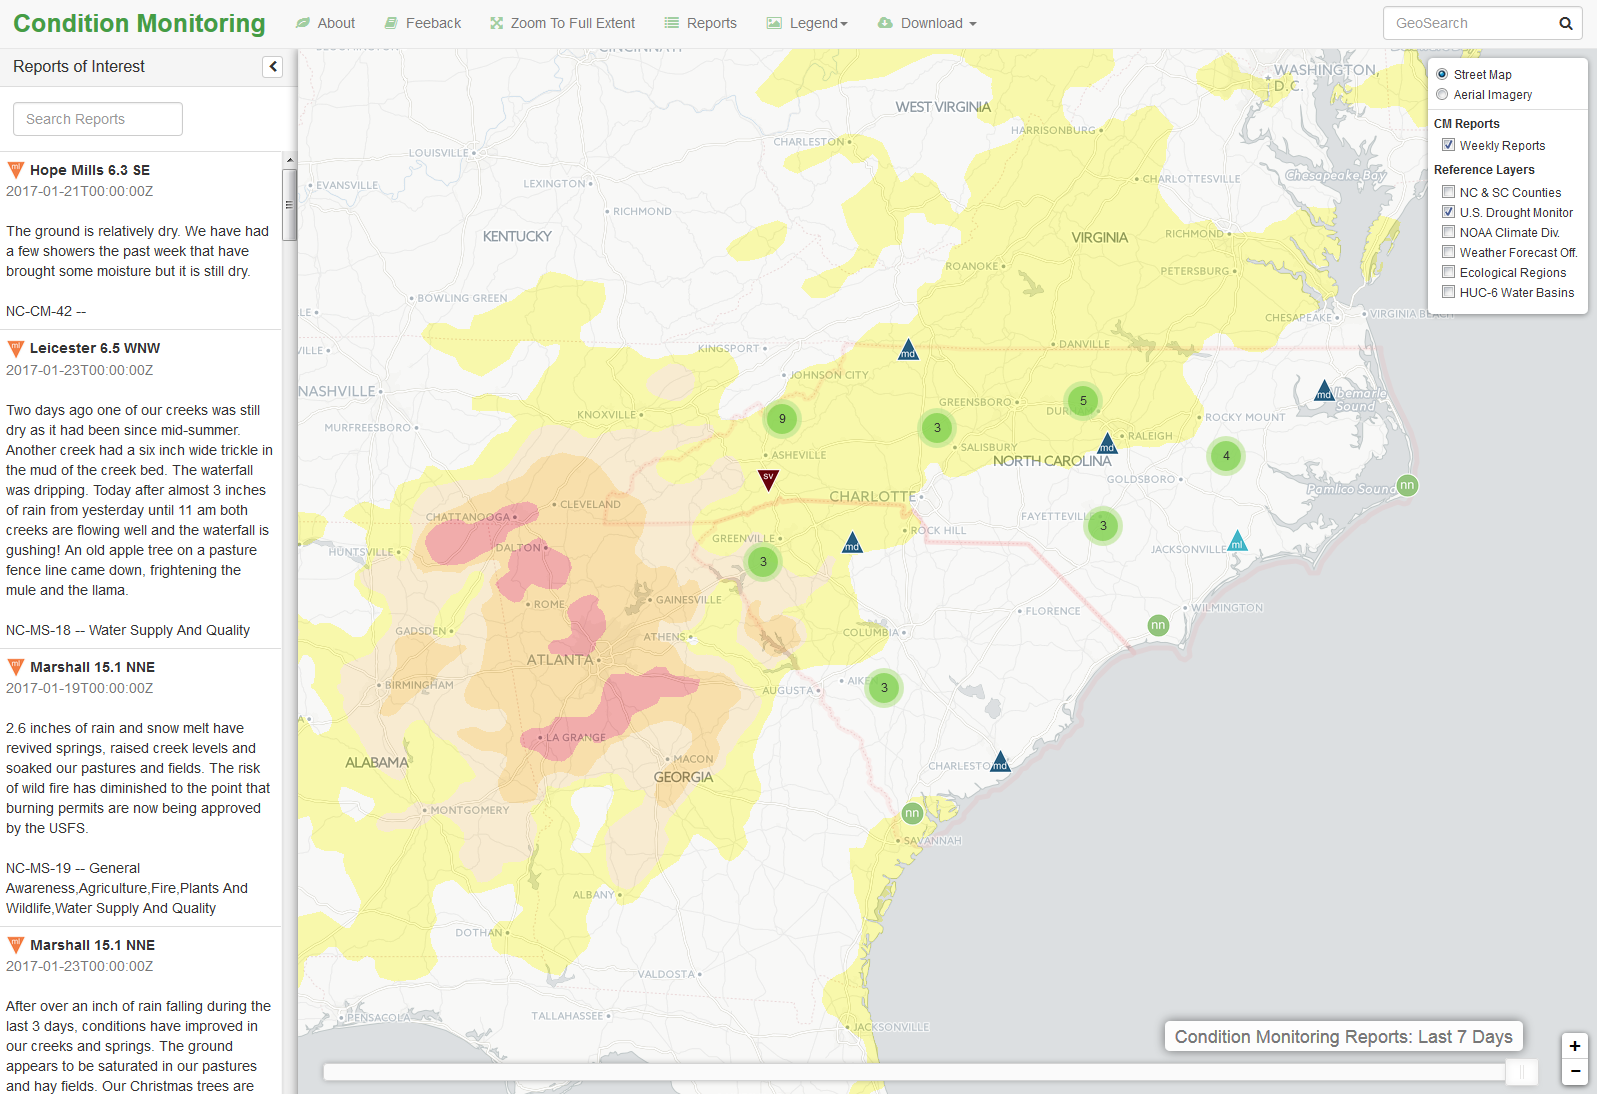 Condition Monitoring
About
Feeback
Zoom To Full Extent
Reports
Legend
Download
GeoSearch
Reports of Interest
Search Reports
ml Hope Mills 6.3 SE
2017-01-21T00:00:00Z
The ground is relatively dry. We have had
a few showers the past week that have
brought some moisture but it is still dry.
NC-CM-42 --
ml Leicester 6.5 WNW
2017-01-23T00:00:00Z
Two days ago one of our creeks was still
dry as it had been since mid-summer.
Another creek had a six inch wide trickle in
the mud of the creek bed. The waterfall
was dripping. Today after almost 3 inches
of rain from yesterday until 11 am both
creeks are flowing well and the waterfall is
gushing! An old apple tree on a pasture
fence line came down, frightening the
mule and the llama.
NC-MS-18 -- Water Supply And Quality
ml Marshall 15.1 NNE
2017-01-19T00:00:00Z
2.6 inches of rain and snow melt have
revived springs, raised creek levels and
soaked our pastures and fields. The risk
of wild fire has diminished to the point that
burning permits are now being approved
by the USFS.
NC-MS-19 -- General
Awareness,Agriculture,Fire,Plants And
Wildlife,Water Supply And Quality
ml Marshall 15.1 NNE
2017-01-23T00:00:00Z
After over an inch of rain falling during the
last 3 days, conditions have improved in
our creeks and springs. The ground
appears to be saturated in our pastures
and hay fields. Our Christmas trees are
CINCINNATI
WASHINGTON,
D.C.
WEST VIRGINIA
HARRISONBURG
CHARLESTON
LOUISVILLE
EVANSVILLE
LEXINGTON
CHARLOTTESVILLE
Chesapeake Bay
RICHMOND
KENTUCKY
VIRGINIA
RICHMOND
ROANOKE
PETERSBURG
BOWLING GREEN
CHESAPEAKE
VIRGINIA BEACH
KINGSPORT
DANVILLE
md
JOHNSON CITY
NASHVILLE
KNOXVILLE
GREENSBORO
5
md
Albemarle
Sound
MURFREESBORO
9
3
ROCKY MOUNT
RALEIGH
md
ASHEVILLE
SALISBURY
NORTH CAROLINA
4
sv
GREENSBORO
GOLDSBORO
Pamlico Sound
nn
CLEVELAND
CHARLOTTE
CHATTANOOGA
FAYETTEVILLE
3
ROCK HILL
HUNTSVILLE
DALTON
GREENVILLE
md
JACKSONVILLE
ml
3
ROME
GAINESVILLE
FLORENCE
WILMINGTON
GADSDEN
ATHENS
COLUMBIA
nn
ATLANTA
BIRMINGHAM
AUGUSTA
AIKEN
3
LA GRANGE
MACON
ALABAMA
GEORGIA
CHARLESTON
md
MONTGOMERY
nn
SAVANNAH
ALBANY
DOTHAN
VALDOSTA
PENSACOLA
TALLAHASSEE
JACKSONVILLE
Street Map
Aerial Imagery
CM Reports
Weekly Reports
Reference Layers
NC & SC Counties
U.S. Drought Monitor
NOAA Climate Div.
Weather Forecast Off.
Ecological Regions
HUC-6 Water Basins
Condition Monitoring Reports: Last 7 Days
+
−